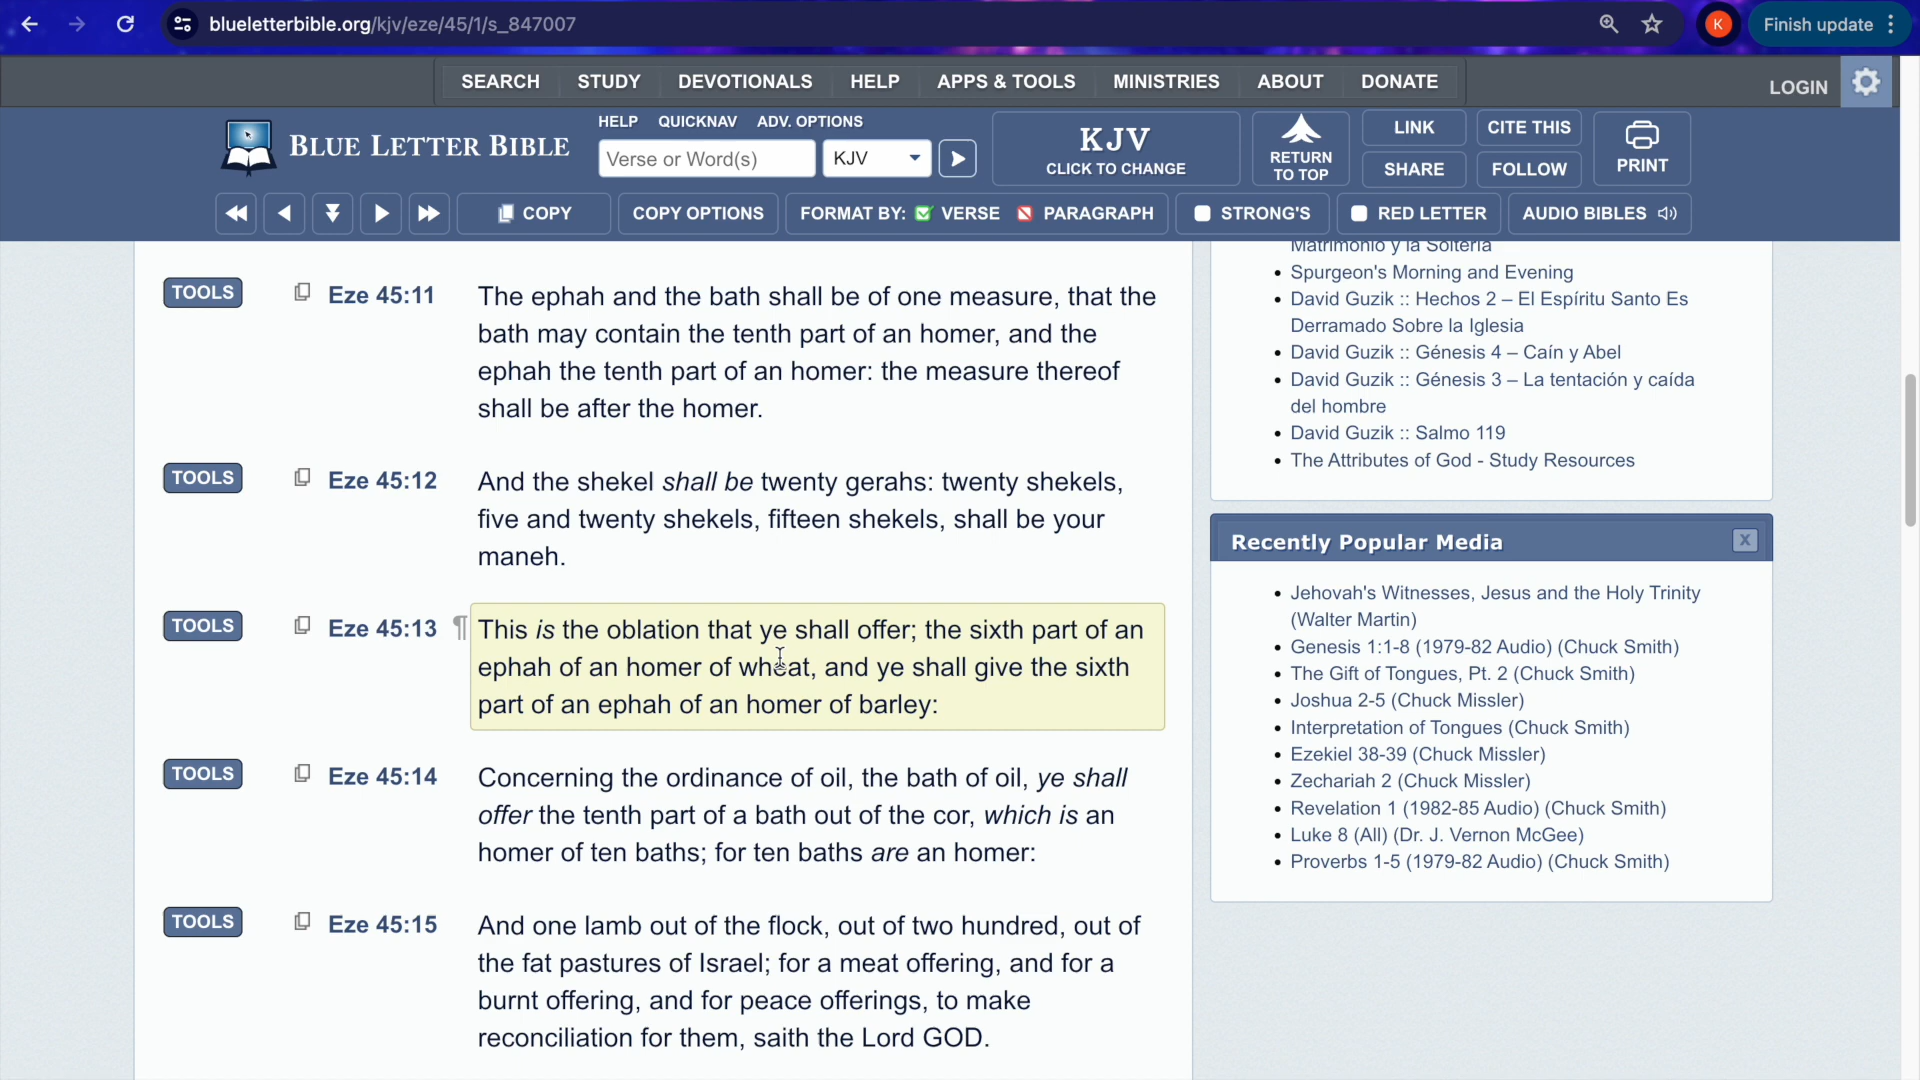 blueletterbible.org/kjv/eze/45/1/s_847007
K
Finish update
SEARCH STUDY DEVOTIONALS HELP APPS & TOOLS MINISTRIES ABOUT DONATE
LOGIN
BLUE LETTER BIBLE
HELP QUICKNAV ADV. OPTIONS
Verse or Word(s)
KJV
KJV
CLICK TO CHANGE
RETURN
TO TOP
LINK
CITE THIS
SHARE
FOLLOW
PRINT
COPY
COPY OPTIONS
FORMAT BY: VERSE PARAGRAPH
STRONG'S
RED LETTER
AUDIO BIBLES
TOOLS
Eze 45:11
The ephah and the bath shall be of one measure, that the
bath may contain the tenth part of an homer, and the
ephah the tenth part of an homer: the measure thereof
shall be after the homer.
TOOLS
Eze 45:12
And the shekel shall be twenty gerahs: twenty shekels,
five and twenty shekels, fifteen shekels, shall be your
maneh.
TOOLS
Eze 45:13 ¶
This is the oblation that ye shall offer; the sixth part of an
ephah of an homer of wheat, and ye shall give the sixth
part of an ephah of an homer of barley:
TOOLS
Eze 45:14
Concerning the ordinance of oil, the bath of oil, ye shall
offer the tenth part of a bath out of the cor, which is an
homer of ten baths; for ten baths are an homer:
TOOLS
Eze 45:15
And one lamb out of the flock, out of two hundred, out of
the fat pastures of Israel; for a meat offering, and for a
burnt offering, and for peace offerings, to make
reconciliation for them, saith the Lord GOD.
Matrimonio y la Soltería
• Spurgeon's Morning and Evening
• David Guzik :: Hechos 2 – El Espíritu Santo Es
Derramado Sobre la Iglesia
• David Guzik :: Génesis 4 – Caín y Abel
• David Guzik :: Génesis 3 – La tentación y caída
del hombre
• David Guzik :: Salmo 119
• The Attributes of God - Study Resources
Recently Popular Media
X
• Jehovah's Witnesses, Jesus and the Holy Trinity
(Walter Martin)
• Genesis 1:1-8 (1979-82 Audio) (Chuck Smith)
• The Gift of Tongues, Pt. 2 (Chuck Smith)
• Joshua 2-5 (Chuck Missler)
• Interpretation of Tongues (Chuck Smith)
• Ezekiel 38-39 (Chuck Missler)
• Zechariah 2 (Chuck Missler)
• Revelation 1 (1982-85 Audio) (Chuck Smith)
• Luke 8 (All) (Dr. J. Vernon McGee)
• Proverbs 1-5 (1979-82 Audio) (Chuck Smith)